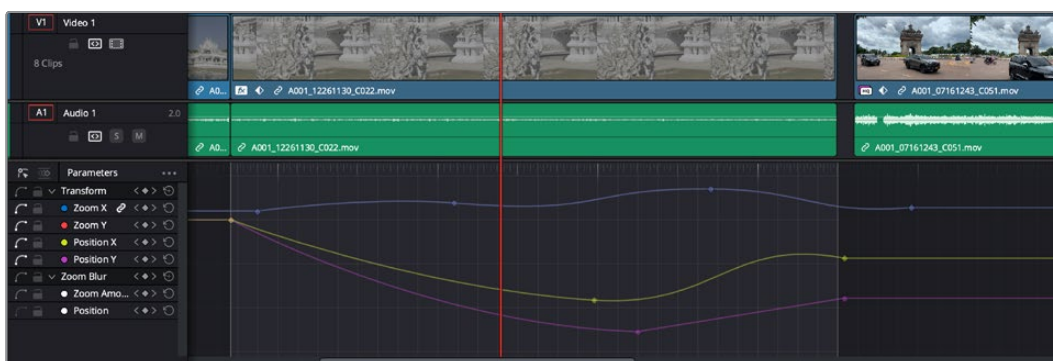 V1 Video 1
8 Clips
A0...
A001_12261130_C022.mov
A001_07161243_C051.mov
A1 Audio 1 2.0
S M
A0...
A001_12261130_C022.mov
A001_07161243_C051.mov
Parameters
Transform
Zoom X
Zoom Y
Position X
Position Y
Zoom Blur
Zoom Amo...
Position